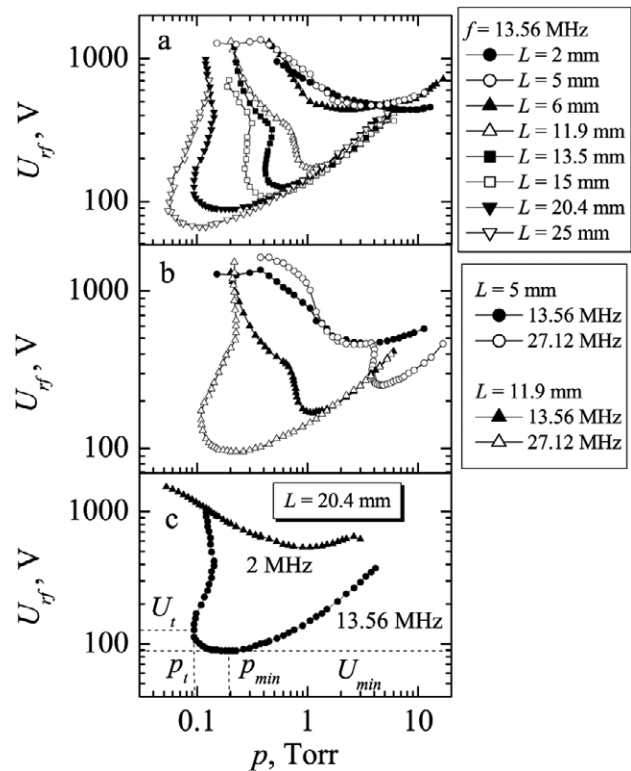 a
1000
100
U_rf, V
f = 13.56 MHz
L = 2 mm
L = 5 mm
L = 6 mm
L = 11.9 mm
L = 13.5 mm
L = 15 mm
L = 20.4 mm
L = 25 mm
b
1000
100
U_rf, V
L = 5 mm
13.56 MHz
27.12 MHz
L = 11.9 mm
13.56 MHz
27.12 MHz
c
L = 20.4 mm
1000
100
U_rf, V
2 MHz
13.56 MHz
U_t
p_t
p_min
U_min
0.1
1
10
p, Torr